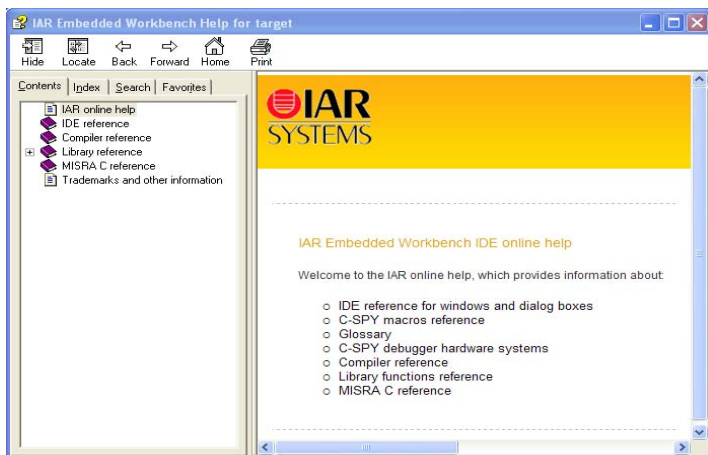 IAR Embedded Workbench Help for target
Hide Locate Back Forward Home Print
Contents Index Search Favorites
IAR online help
IDE reference
Compiler reference
Library reference
MISRA C reference
Trademarks and other information
IAR
SYSTEMS
IAR Embedded Workbench IDE online help
Welcome to the IAR online help, which provides information about:
IDE reference for windows and dialog boxes
C-SPY macros reference
Glossary
C-SPY debugger hardware systems
Compiler reference
Library functions reference
MISRA C reference